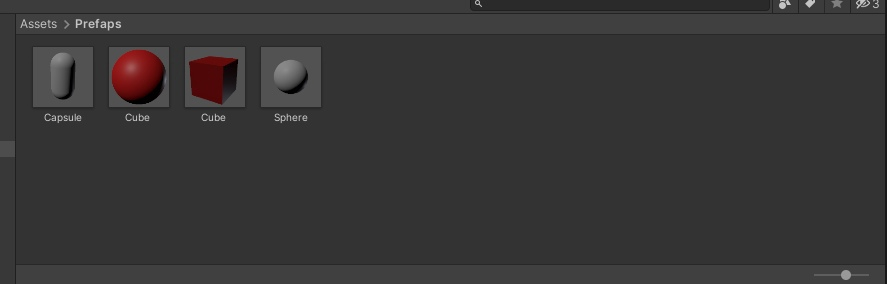 3
Assets > Prefaps
Capsule Cube Cube Sphere